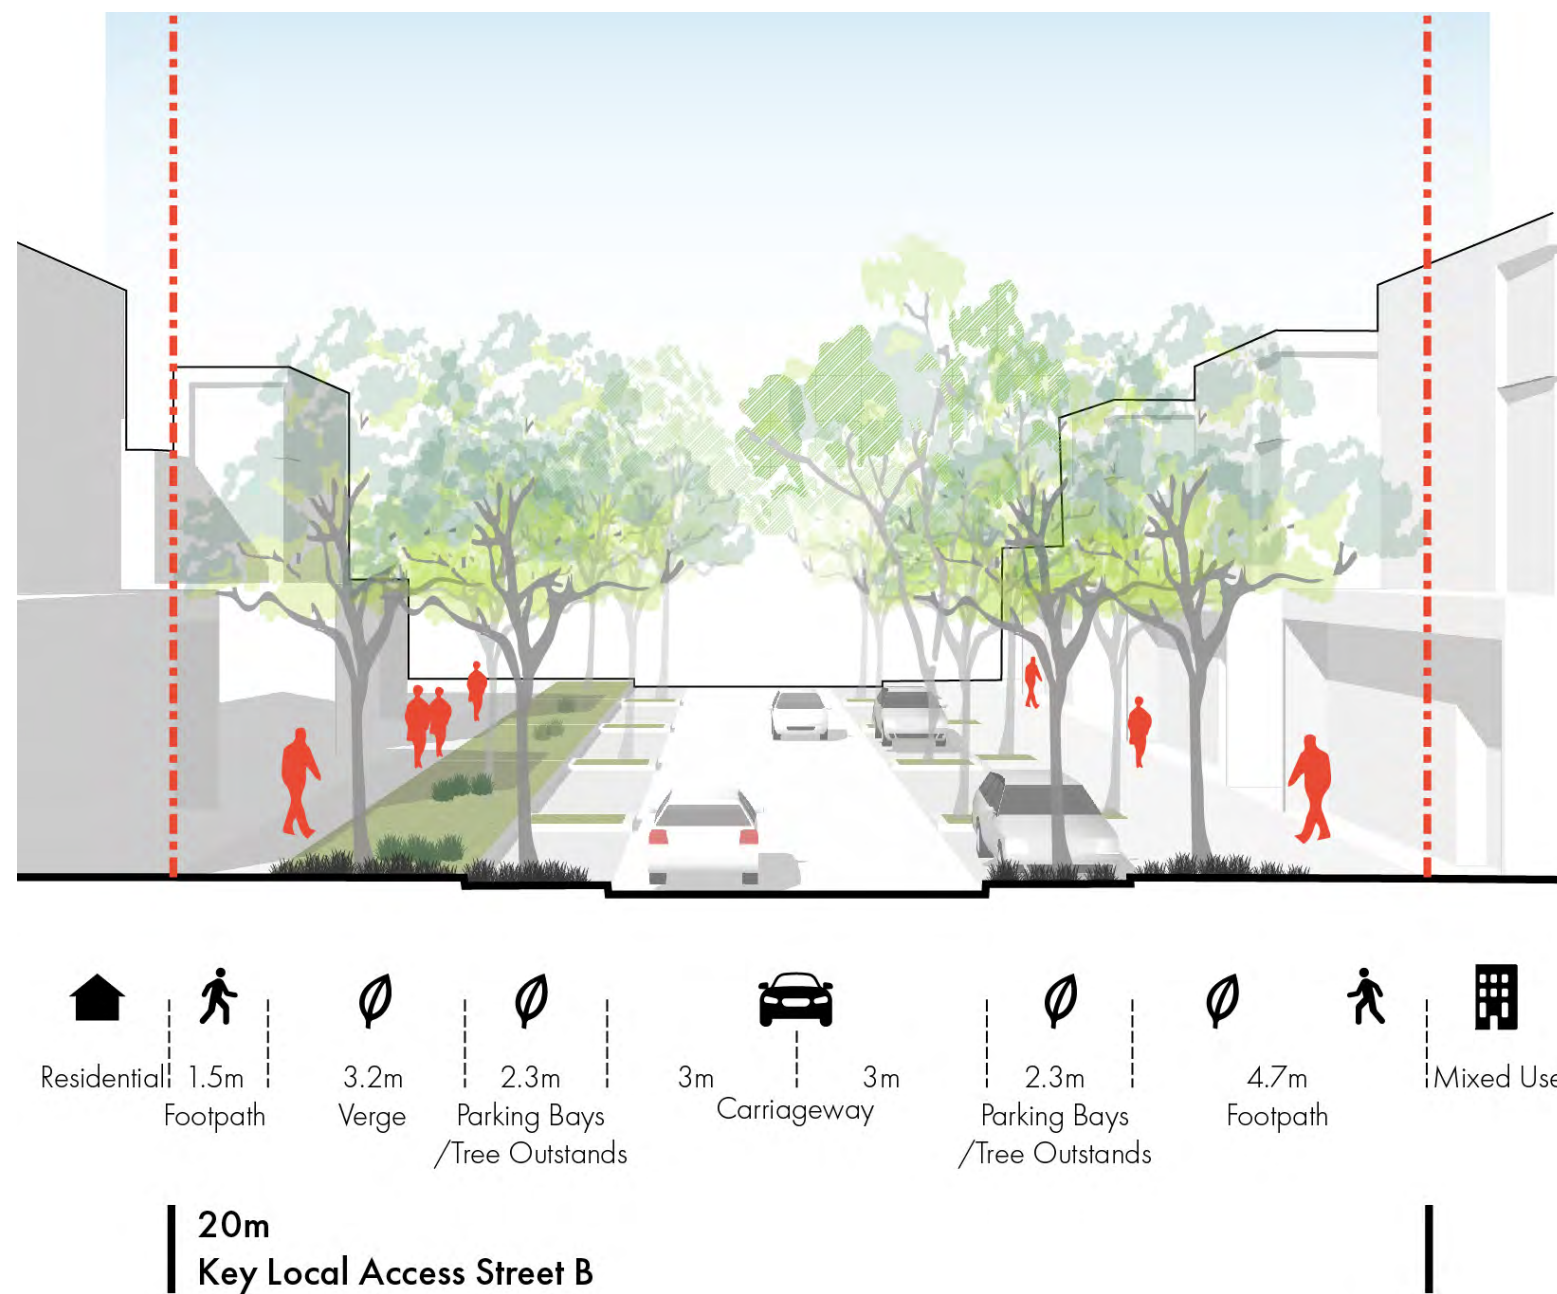 Residential 1.5m 3.2m 2.3m 3m 3m 2.3m 4.7m Mixed Use
Footpath Verge Parking Bays Carriageway Parking Bays Footpath
/Tree Outstands /Tree Outstands
20m
Key Local Access Street B